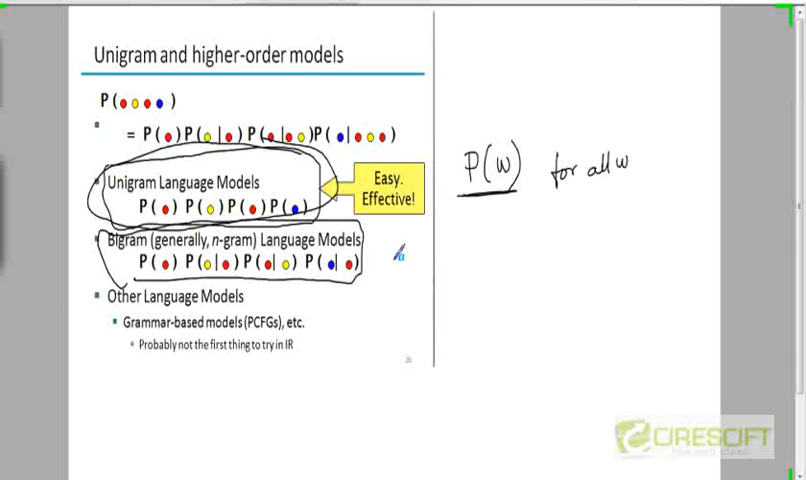 Unigram and higher-order models
P(●●●●)
= P(●)P(●|●) P(●|●●)P(●|●●●)
Unigram Language Models
P(●) P(●)P(●) P(●)
Easy.
Effective!
Bigram (generally, n-gram) Language Models
P(●) P(●|●) P(●|●) P(●|●)
Other Language Models
Grammar-based models (PCFGs), etc.
Probably not the first thing to try in IR
P(w) for all w